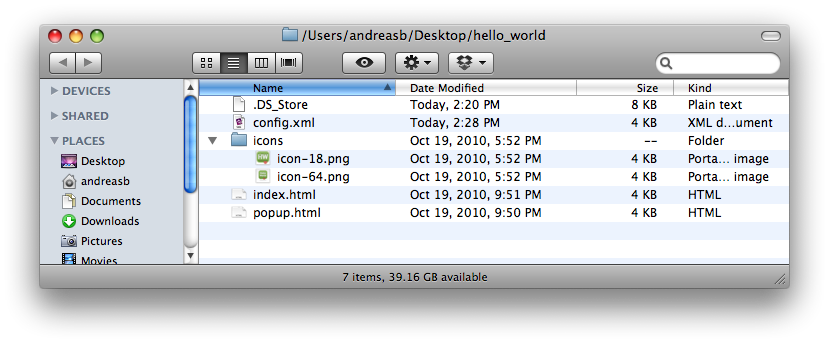 /Users/andreasb/Desktop/hello_world
Name Date Modified Size Kind
DEVICES
SHARED
PLACES
Desktop
andreasb
Documents
Downloads
Pictures
Movies
.DS_Store Today, 2:20 PM 8 KB Plain text
config.xml Today, 2:28 PM 4 KB XML d...ument
icons Oct 19, 2010, 5:52 PM -- Folder
icon-18.png Oct 19, 2010, 5:52 PM 4 KB Porta... image
icon-64.png Oct 19, 2010, 5:52 PM 4 KB Porta... image
index.html Oct 19, 2010, 9:51 PM 4 KB HTML
popup.html Oct 19, 2010, 9:50 PM 4 KB HTML
7 items, 39.16 GB available